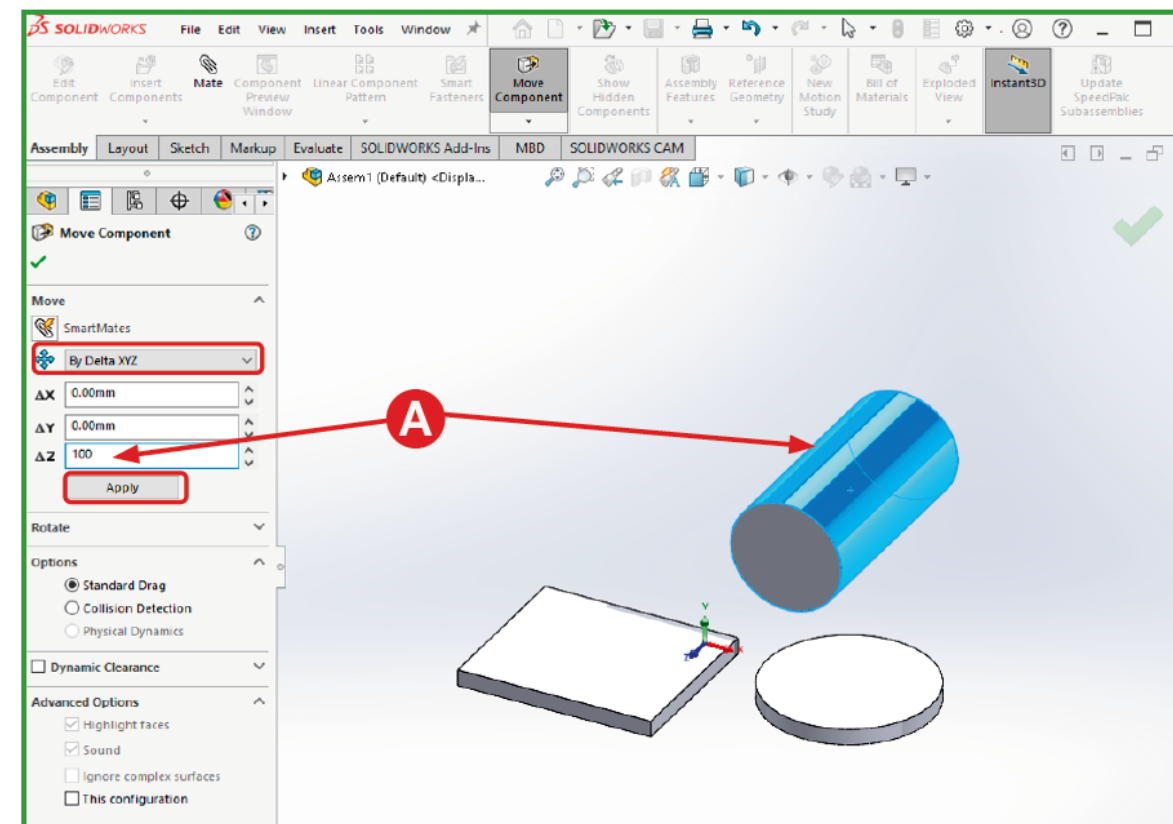 SOLIDWORKS File Edit View Insert Tools Window
Edit Component
Insert Components
Mate
Component Preview Window
Linear Component Pattern
Smart Fasteners
Move Component
Show Hidden Components
Assembly Features
Reference Geometry
New Motion Study
Bill of Materials
Exploded View
Instant3D
Update SpeedPak Subassemblies
Assembly Layout Sketch Markup Evaluate SOLIDWORKS Add-Ins MBD SOLIDWORKS CAM
Assem1 (Default) <Displa...
Move Component
Move
SmartMates
By Delta XYZ
ΔX 0.00mm
ΔY 0.00mm
ΔZ 100
Apply
Rotate
Options
Standard Drag
Collision Detection
Physical Dynamics
Dynamic Clearance
Advanced Options
Highlight faces
Sound
Ignore complex surfaces
This configuration
A
Y
Z
X